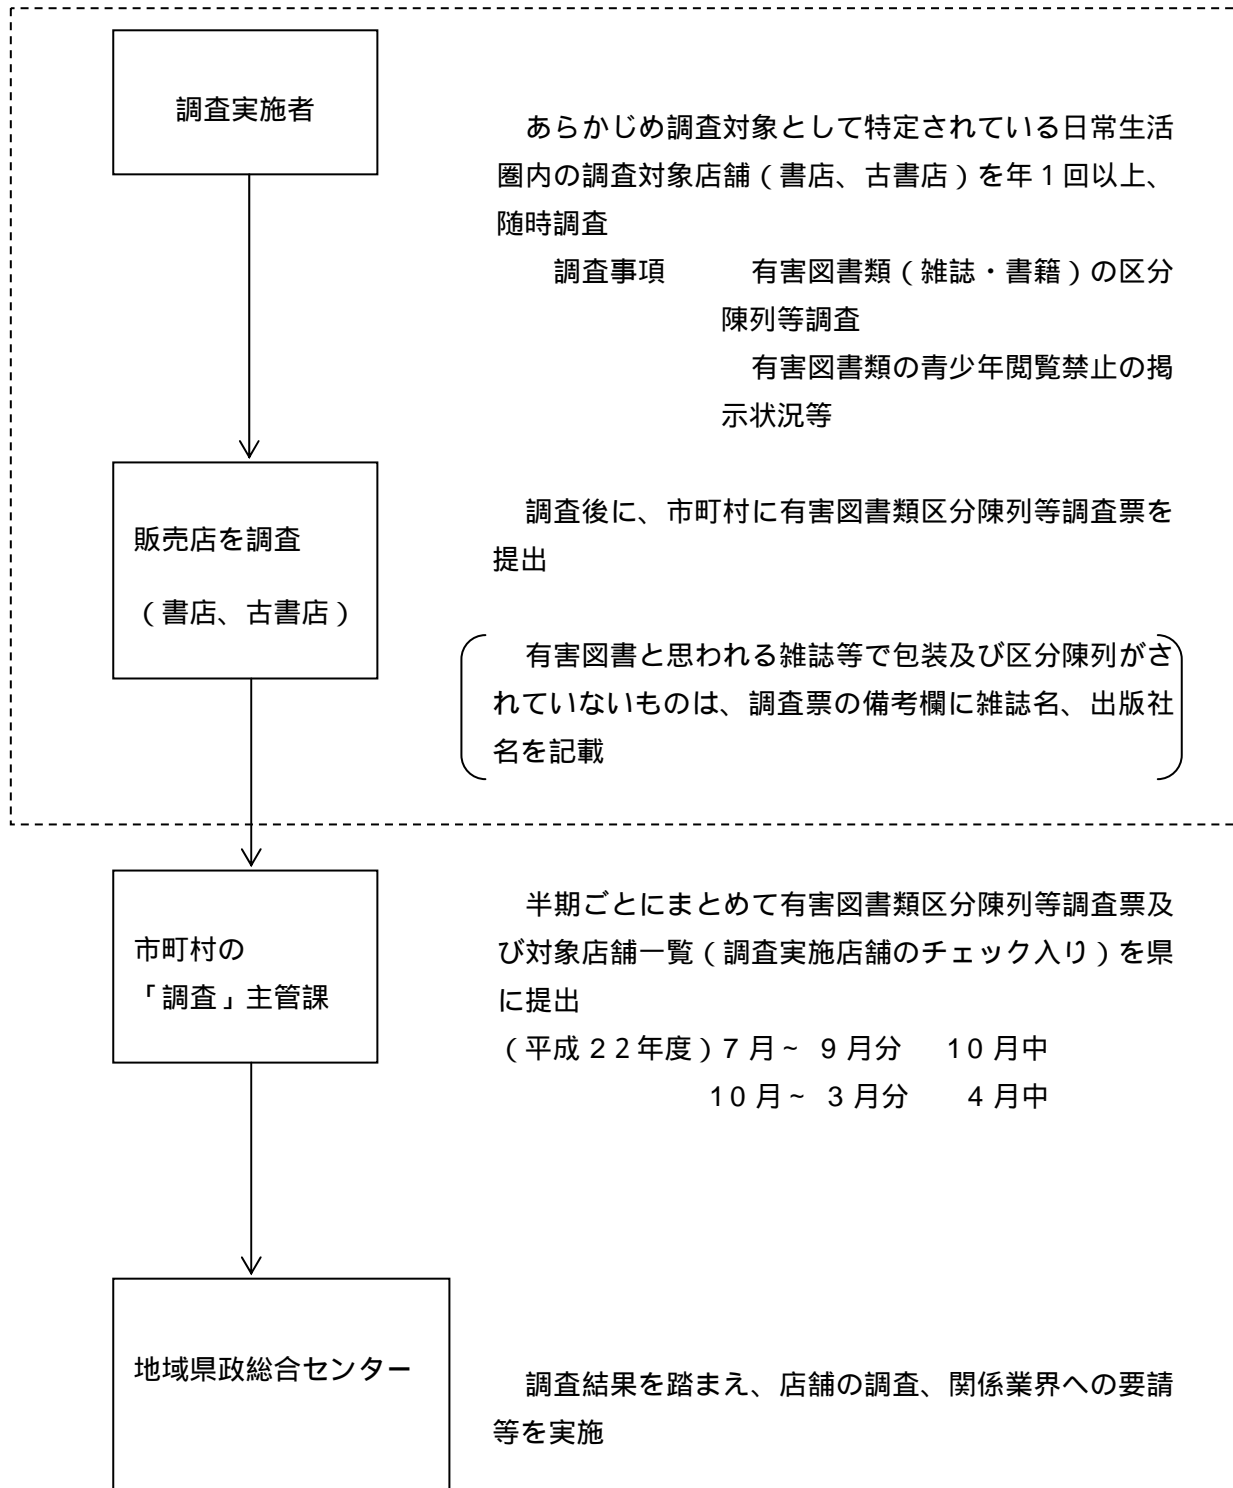 調査実施者
あらかじめ調査対象として特定されている日常生活
圏内の調査対象店舗（書店、古書店）を年１回以上、
随時調査
調査事項　　　有害図書類（雑誌・書籍）の区分
陳列等調査
有害図書類の青少年閲覧禁止の掲
示状況等
販売店を調査
（書店、古書店）
調査後に、市町村に有害図書類区分陳列等調査票を
提出
有害図書と思われる雑誌等で包装及び区分陳列がさ
れていないものは、調査票の備考欄に雑誌名、出版社
名を記載
市町村の
「調査」主管課
半期ごとにまとめて有害図書類区分陳列等調査票及
び対象店舗一覧（調査実施店舗のチェック入り）を県
に提出
（平成２２年度）７月～ ９月分　１０月中
１０月～ ３月分　　４月中
地域県政総合センター
調査結果を踏まえ、店舗の調査、関係業界への要請
等を実施